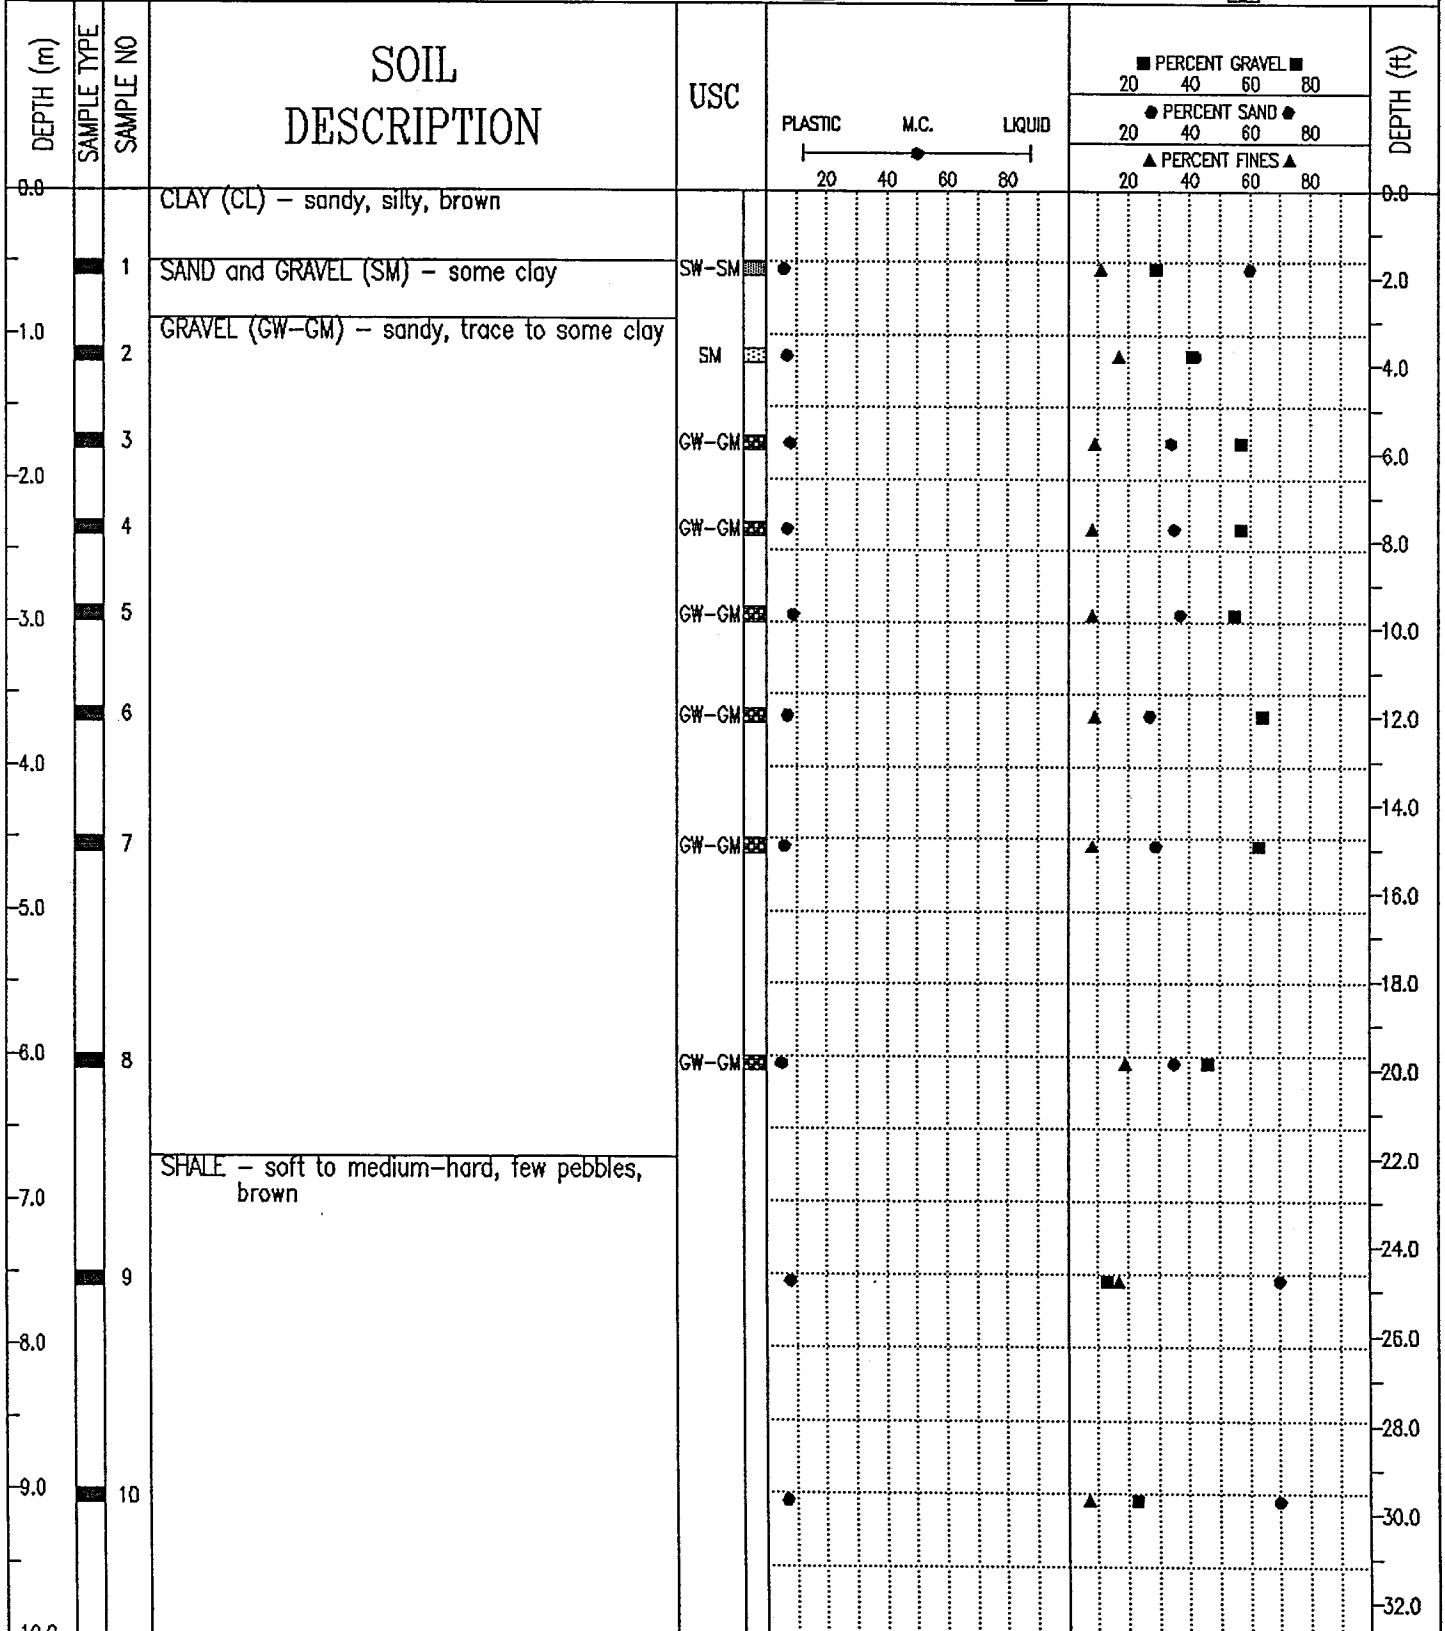 DEPTH (m)
SAMPLE TYPE
SAMPLE NO
SOIL
DESCRIPTION
USC
PLASTIC M.C. LIQUID
20 40 60 80
■ PERCENT GRAVEL ■
20 40 60 80
● PERCENT SAND ●
20 40 60 80
▲ PERCENT FINES ▲
20 40 60 80
DEPTH (ft)
0.0 CLAY (CL) – sandy, silty, brown 0.0
1 SAND and GRAVEL (SM) – some clay SW-SM
2.0
1.0 GRAVEL (GW-GM) – sandy, trace to some clay
2 SM
4.0
3 GW-GM
6.0
2.0
4 GW-GM
8.0
3.0 5 GW-GM
10.0
6 GW-GM
12.0
4.0
14.0
7 GW-GM
5.0
16.0
18.0
6.0 8 GW-GM
20.0
SHALE – soft to medium-hard, few pebbles,
22.0
brown
7.0
24.0
9
8.0
26.0
28.0
9.0 10
30.0
32.0